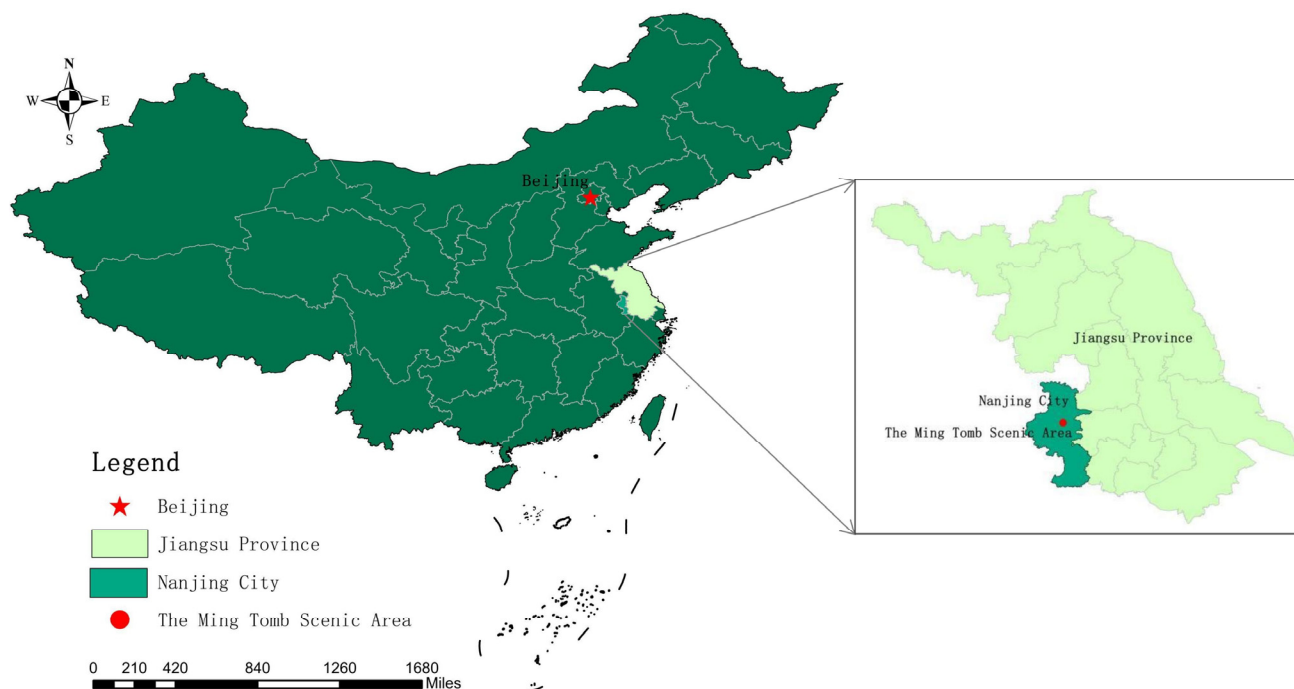 N
W E
S
Beijing
Jiangsu Province
Nanjing City
The Ming Tomb Scenic Area
Legend
Beijing
Jiangsu Province
Nanjing City
The Ming Tomb Scenic Area
0 210 420 840 1260 1680
Miles